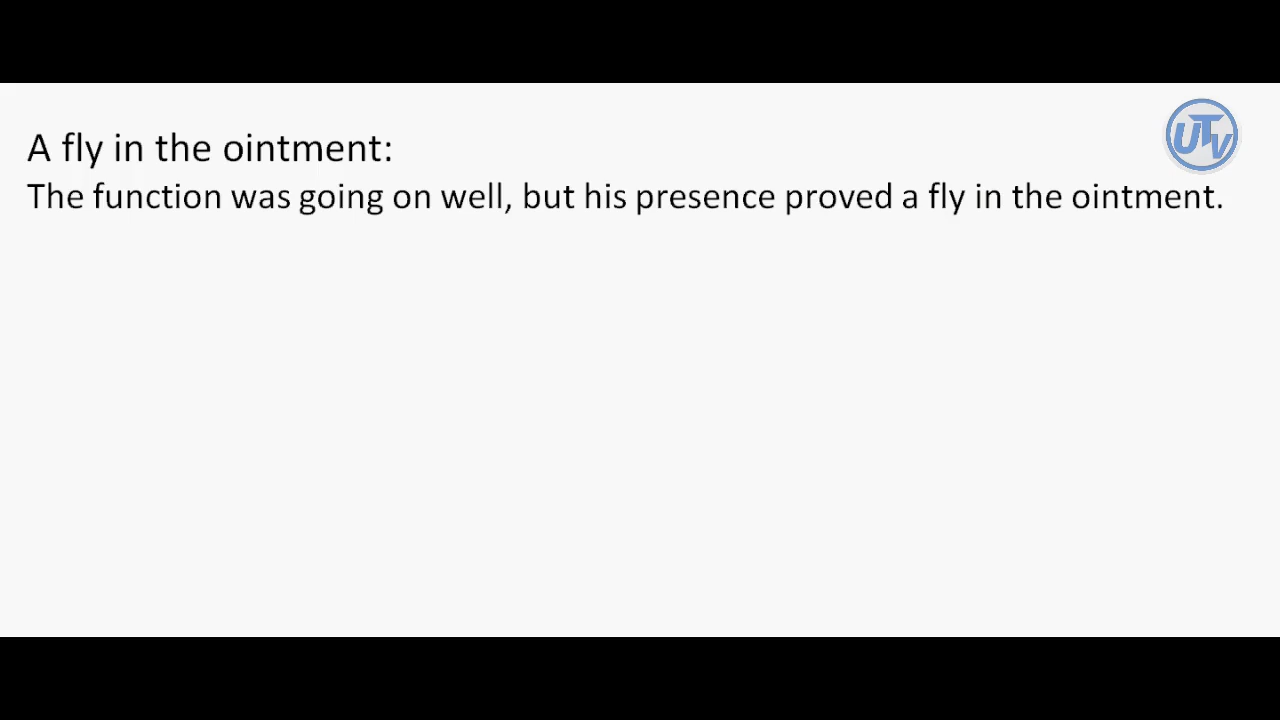 UTV
A fly in the ointment:
The function was going on well, but his presence proved a fly in the ointment.